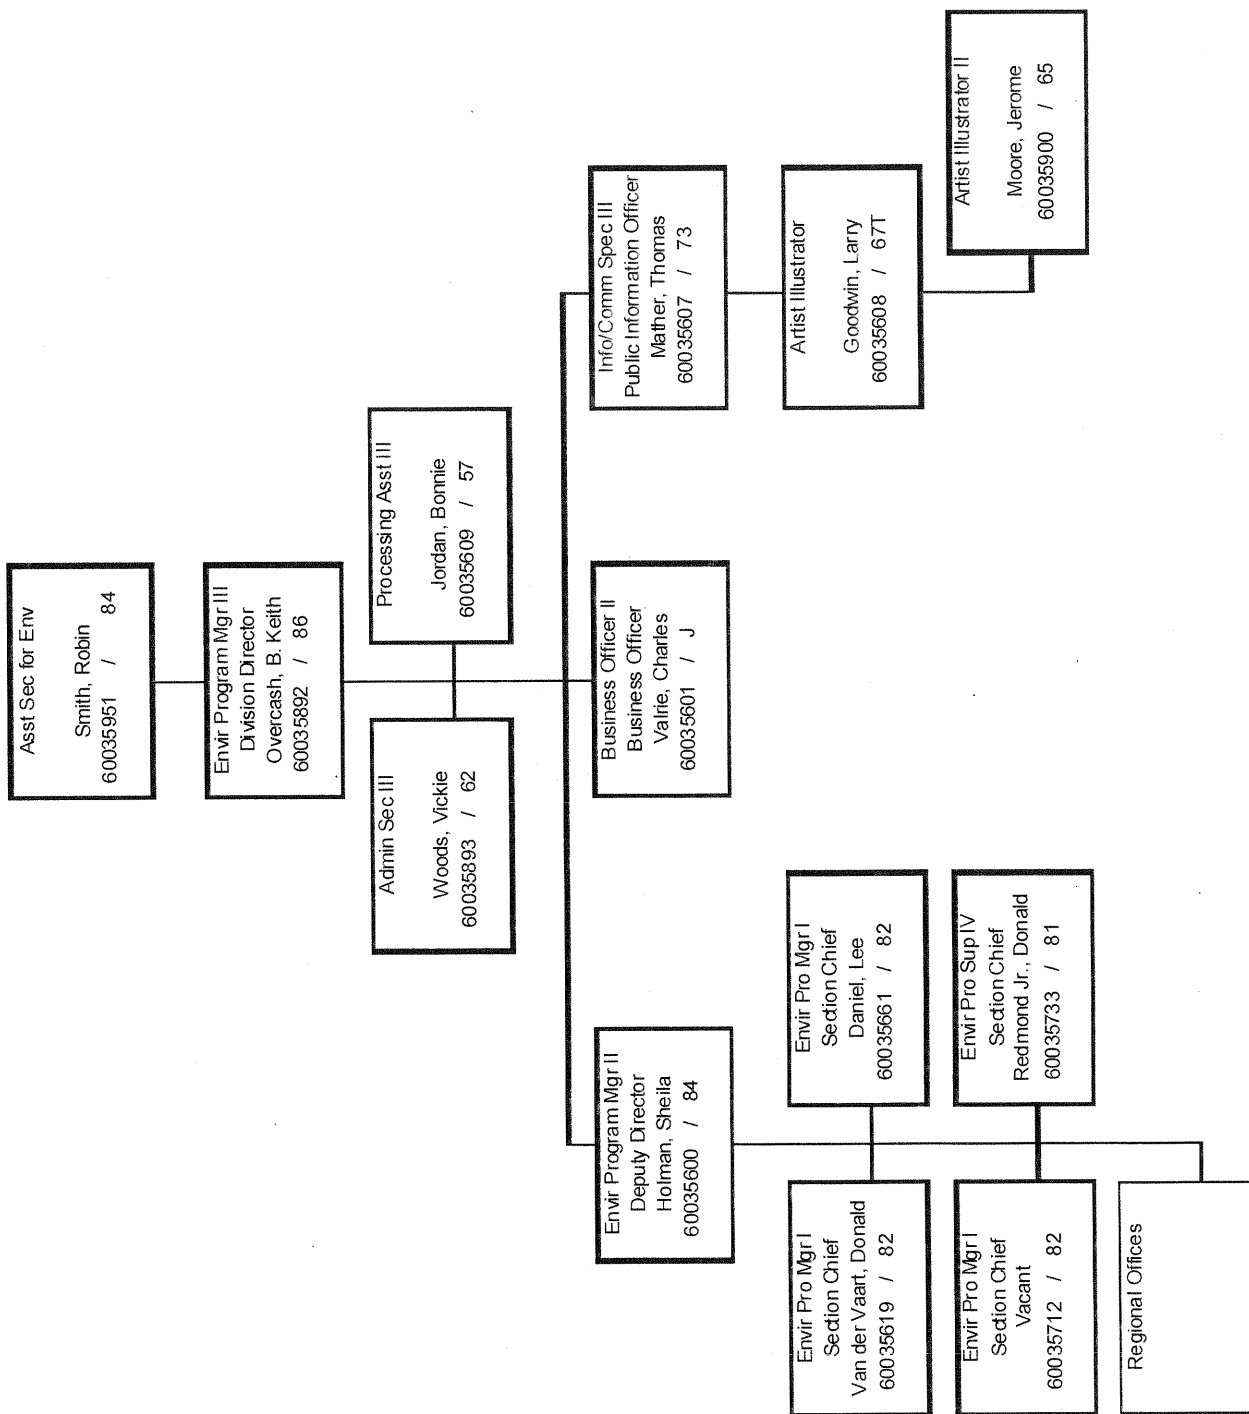 Asst Sec for Env
Smith, Robin
60035951 / 84
Envir Program Mgr III
Division Director
Overcash, B. Keith
60035892 / 86
Admin Sec III
Woods, Vickie
60035893 / 62
Processing Asst III
Jordan, Bonnie
60035609 / 57
Envir Program Mgr II
Deputy Director
Holman, Sheila
60035600 / 84
Business Officer II
Business Officer
Valrie, Charles
60035601 / J
Info/Comm Spec III
Public Information Officer
Mather, Thomas
60035607 / 73
Envir Pro Mgr I
Section Chief
Van der Vaart, Donald
60035619 / 82
Envir Pro Mgr I
Section Chief
Daniel, Lee
60035661 / 82
Artist Illustrator
Goodwin, Larry
60035608 / 67T
Envir Pro Mgr I
Section Chief
Vacant
60035712 / 82
Envir Pro Sup IV
Section Chief
Redmond Jr., Donald
60035733 / 81
Artist Illustrator II
Moore, Jerome
60035900 / 65
Regional Offices